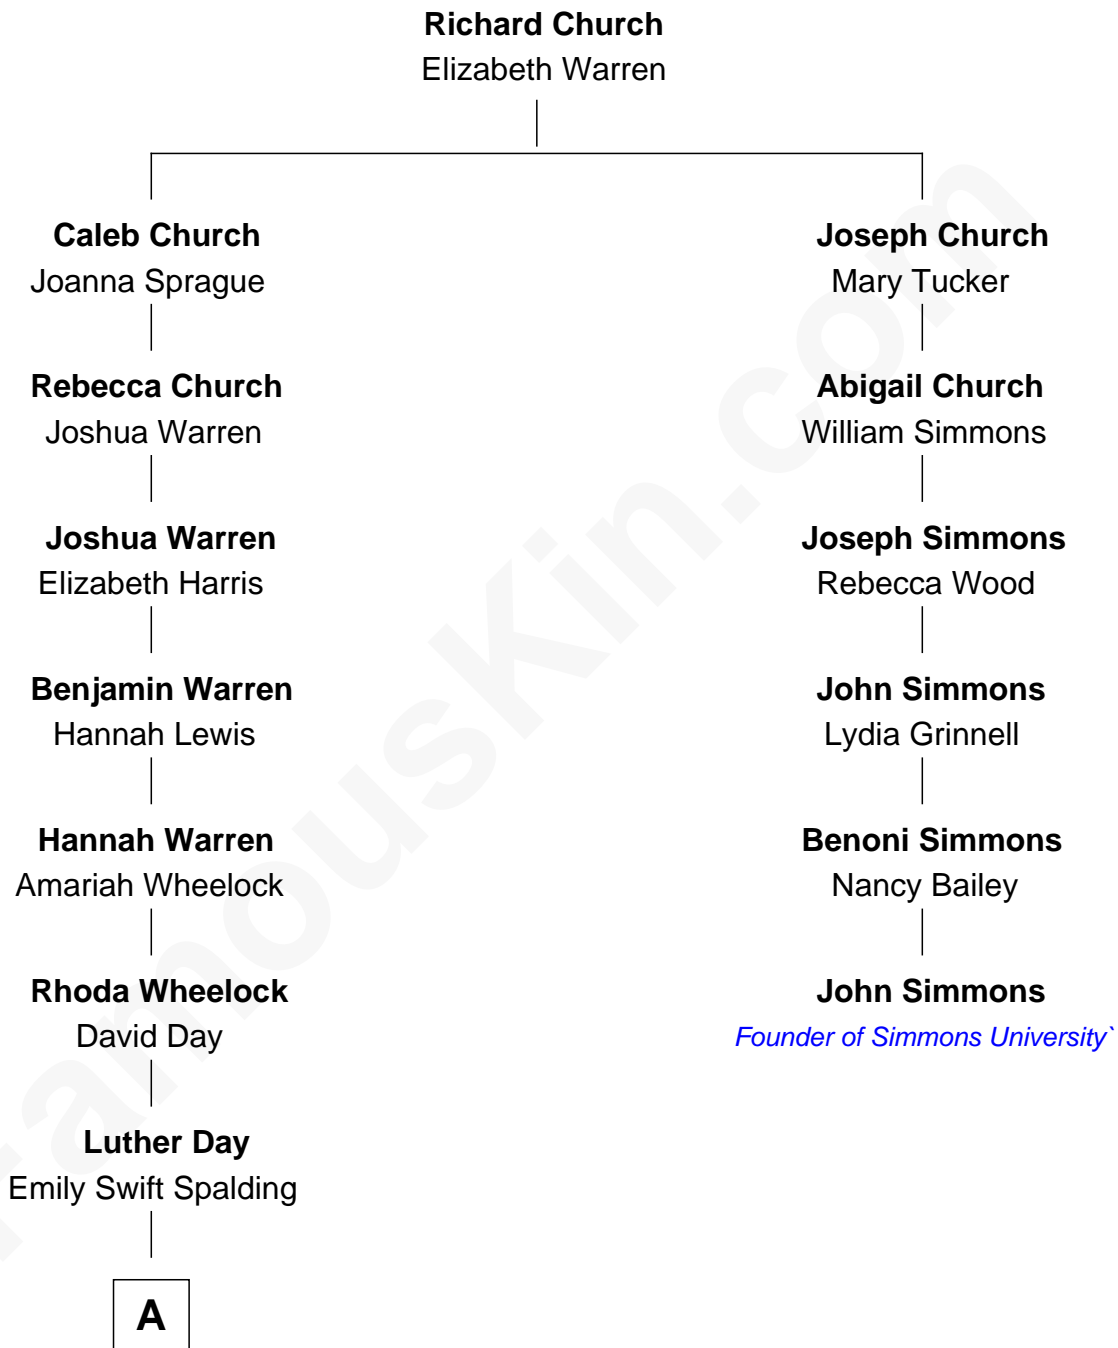 Richard Church
Elizabeth Warren
Caleb Church
Joanna Sprague
Joseph Church
Mary Tucker
Rebecca Church
Joshua Warren
Abigail Church
William Simmons
Joshua Warren
Elizabeth Harris
Joseph Simmons
Rebecca Wood
Benjamin Warren
Hannah Lewis
John Simmons
Lydia Grinnell
Hannah Warren
Amariah Wheelock
Benoni Simmons
Nancy Bailey
Rhoda Wheelock
David Day
John Simmons
Founder of Simmons University`
Luther Day
Emily Swift Spalding
A
FamousKin.com